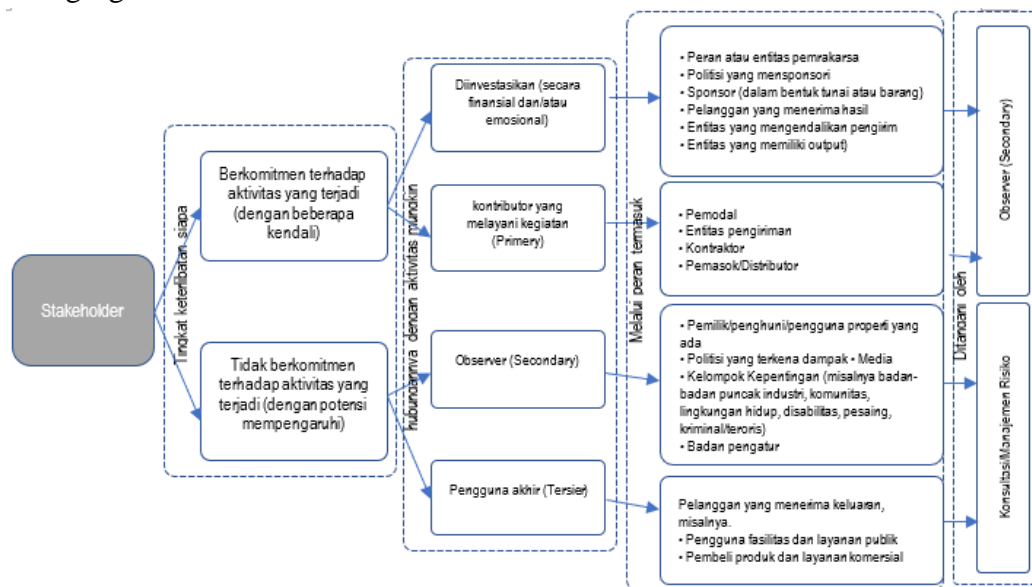 Stakeholder
Tingkat keterlibatan siapa
Berkomitmen terhadap
aktivitas yang terjadi
(dengan beberapa
kendali)
Tidak berkomitmen
terhadap aktivitas yang
terjadi (dengan potensi
mempengaruhi)
hubungannya dengan aktivitas mungkin
Diinvestasikan (secara
finansial dan/atau
emosional)
kontributor yang
melayani kegiatan
(Primery)
Observer (Secondary)
Pengguna akhir (Tersier)
Melalui peran termasuk
• Peran atau entitas pemrakarsa
• Politisi yang mensponsori
• Sponsor (dalam bentuk tunai atau barang)
• Pelanggan yang menerima hasil
• Entitas yang mengendalikan pengirim
• Entitas yang memiliki output)
• Pemodal
• Entitas pengiriman
• Kontraktor
• Pemasok/Distributor
• Pemilik/penghuni/pengguna properti yang
ada
• Politisi yang terkena dampak • Media
• Kelompok Kepentingan (misalnya badan-
badan puncak industri, komunitas,
lingkungan hidup, disabilitas, pesaing,
kriminal/teroris)
• Badan pengatur
Pelanggan yang menerima keluaran,
misalnya.
• Pengguna fasilitas dan layanan publik
• Pembeli produk dan layanan komersial
Ditangani oleh
Observer (Secondary)
Konsultasi/Manajemen Risiko